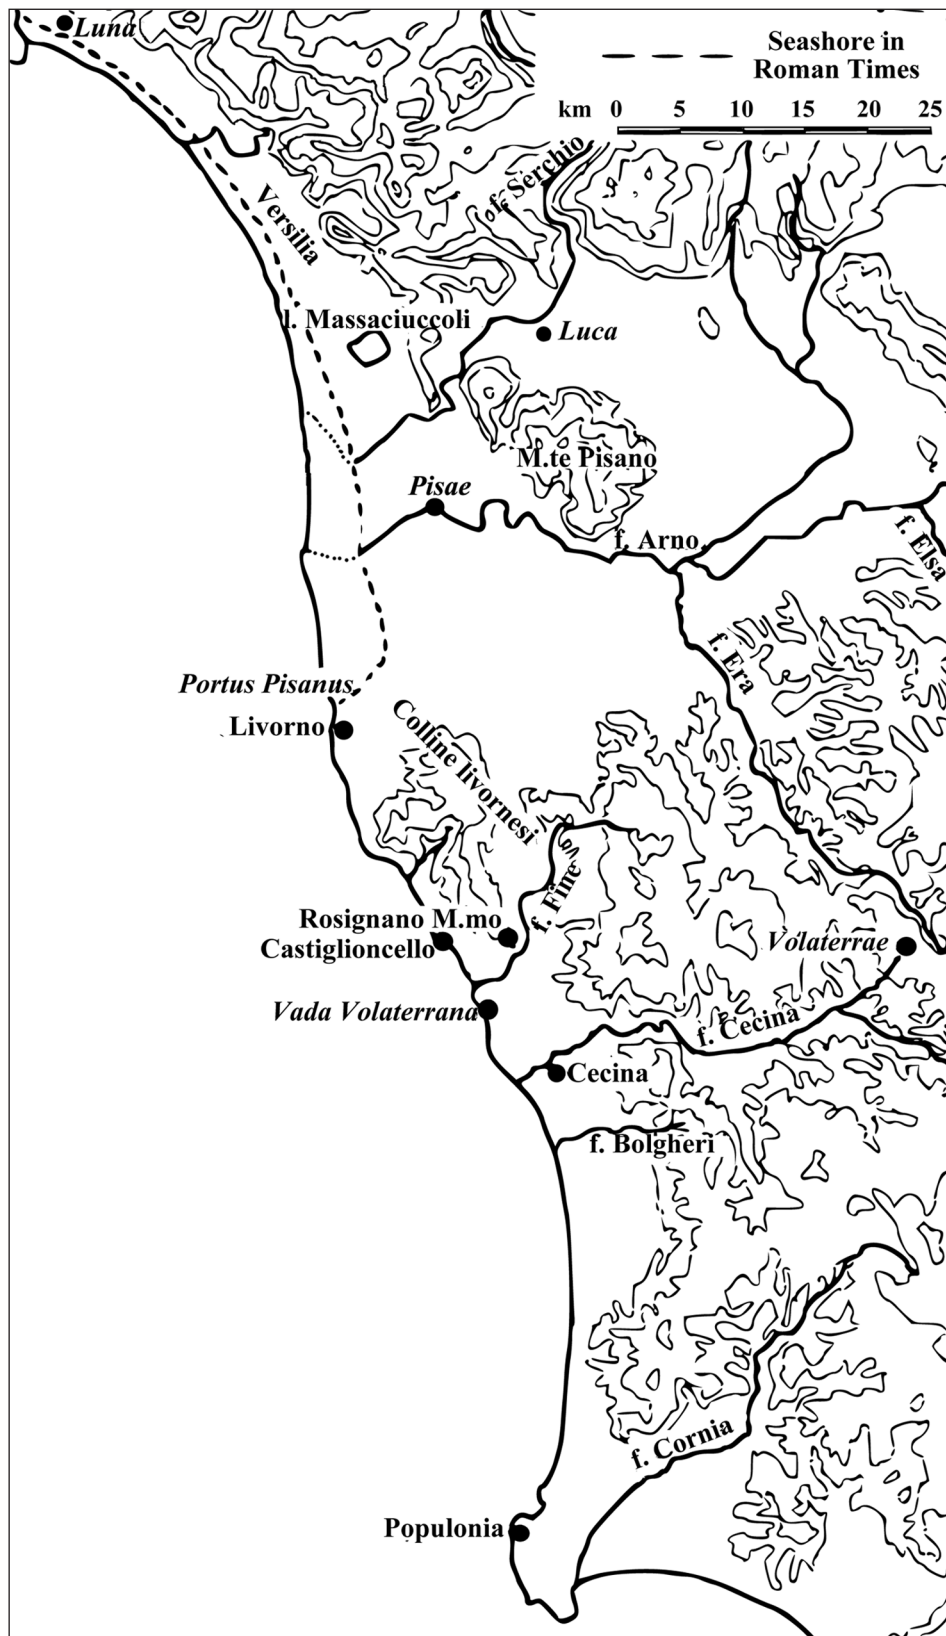 Luna
Seashore in
Roman Times
km 0 5 10 15 20 25
f. Serchio
Versilia
l. Massaciuccoli
Luca
M.te Pisano
Pisae
f. Arno
f. Elsa
f. Era
Portus Pisanus
Livorno
Colline livornesi
f. Fine
Rosignano M.mo
Castiglioncello
Volaterrae
Vada Volaterrana
f. Cecina
Cecina
f. Bolgheri
f. Cornia
Populonia